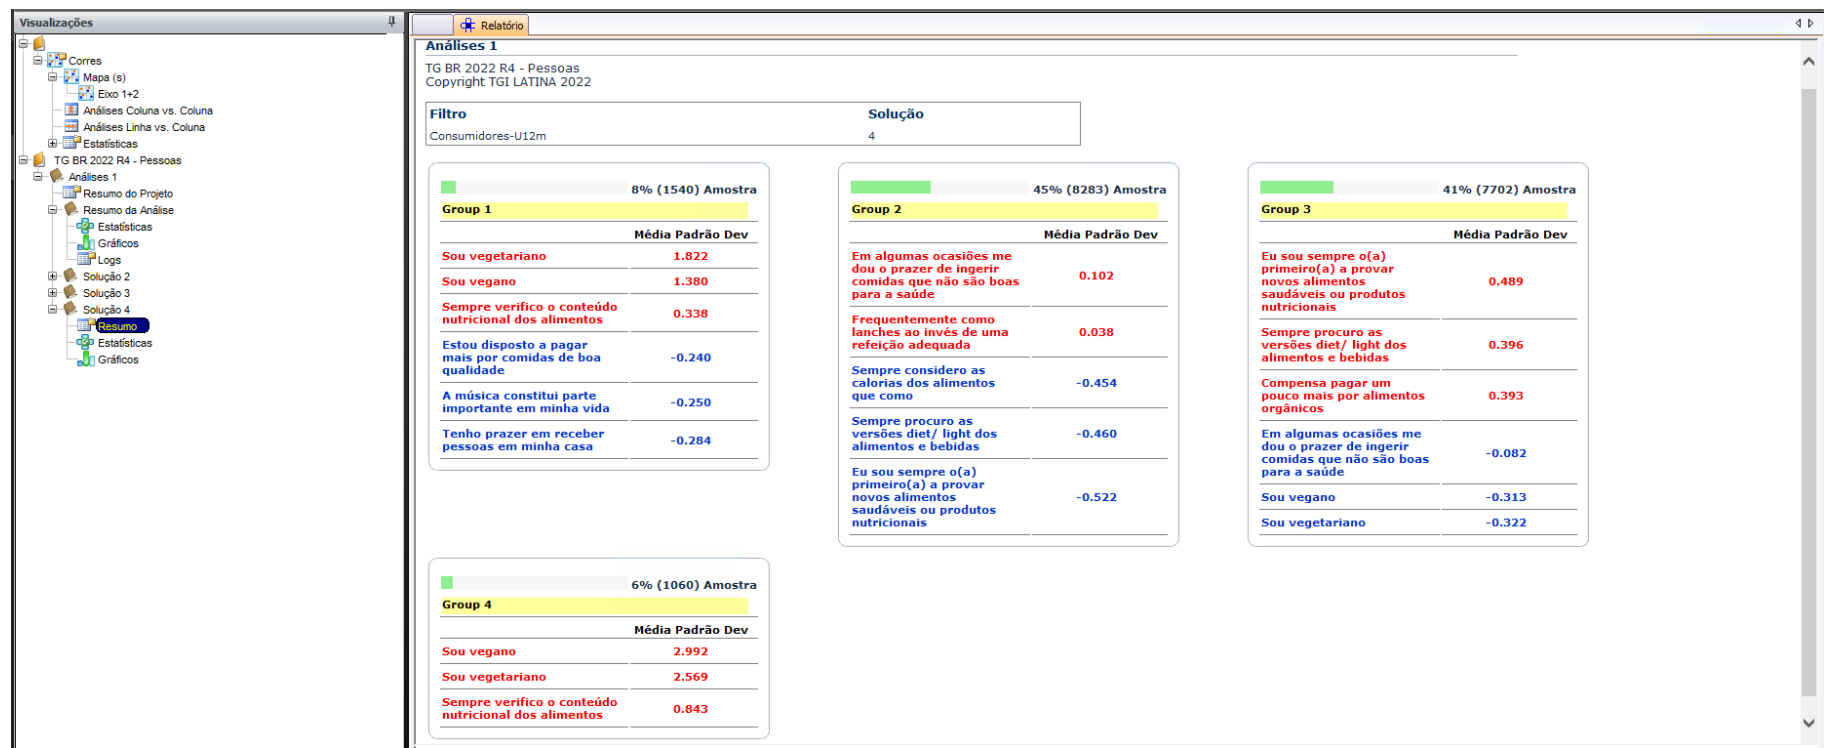 Visualizações
Corres
Mapa (s)
Eixo 1+2
Análises Coluna vs. Coluna
Análises Linha vs. Coluna
Estatísticas
TG BR 2022 R4 - Pessoas
Análises 1
Resumo do Projeto
Resumo da Análise
Estatísticas
Gráficos
Logs
Solução 2
Solução 3
Solução 4
Resumo
Estatísticas
Gráficos
Relatório
Análises 1
TG BR 2022 R4 - Pessoas
Copyright TGI LATINA 2022
Filtro Solução
Consumidores-U12m 4
8% (1540) Amostra
Group 1
Média Padrão Dev
Sou vegetariano 1.822
Sou vegano 1.380
Sempre verifico o conteúdo
nutricional dos alimentos 0.338
Estou disposto a pagar
mais por comidas de boa -0.240
qualidade
A música constitui parte
importante em minha vida -0.250
Tenho prazer em receber
pessoas em minha casa -0.284
45% (8283) Amostra
Group 2
Média Padrão Dev
Em algumas ocasiões me
dou o prazer de ingerir
comidas que não são boas 0.102
para a saúde
Frequentemente como
lanches ao invés de uma 0.038
refeição adequada
Sempre considero as
calorias dos alimentos -0.454
que como
Sempre procuro as
versões diet/ light dos -0.460
alimentos e bebidas
Eu sou sempre o(a)
primeiro(a) a provar
novos alimentos -0.522
saudáveis ou produtos
nutricionais
41% (7702) Amostra
Group 3
Média Padrão Dev
Eu sou sempre o(a)
primeiro(a) a provar
novos alimentos 0.489
saudáveis ou produtos
nutricionais
Sempre procuro as
versões diet/ light dos 0.396
alimentos e bebidas
Compensa pagar um
pouco mais por alimentos 0.393
orgânicos
Em algumas ocasiões me
dou o prazer de ingerir
comidas que não são boas -0.082
para a saúde
Sou vegano -0.313
Sou vegetariano -0.322
6% (1060) Amostra
Group 4
Média Padrão Dev
Sou vegano 2.992
Sou vegetariano 2.569
Sempre verifico o conteúdo
nutricional dos alimentos 0.843